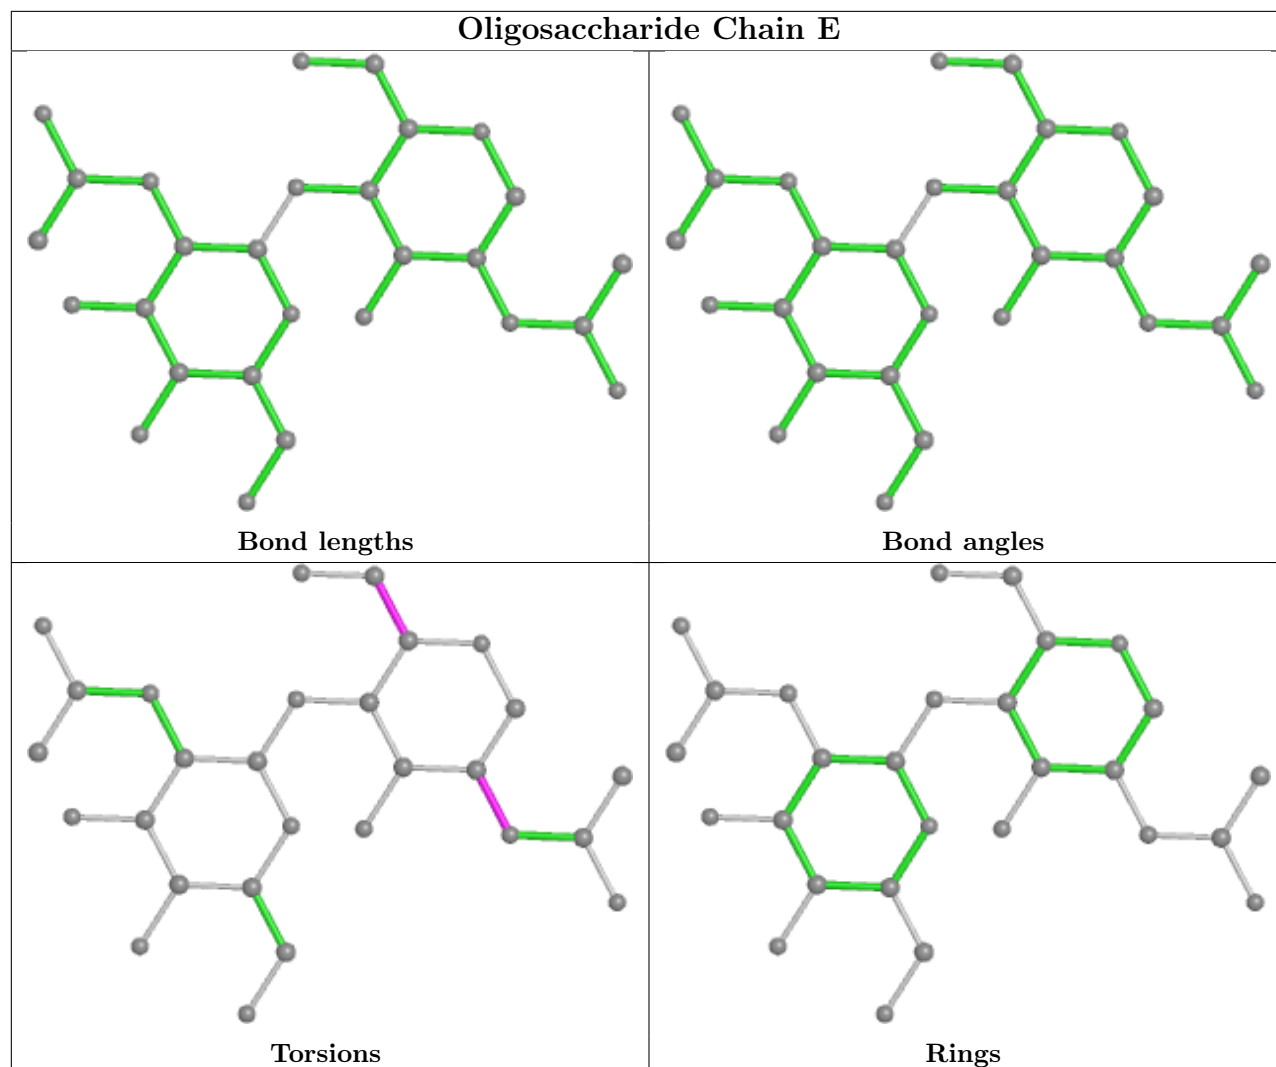 Oligosaccharide Chain E
Bond lengths
Bond angles
Torsions
Rings